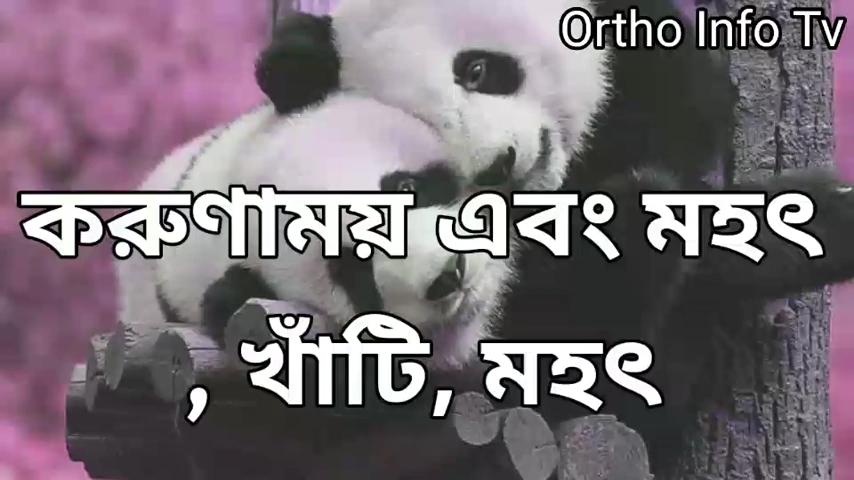 Ortho Info Tv
করুণাময় এবং মহৎ
, খাঁটি, মহৎ